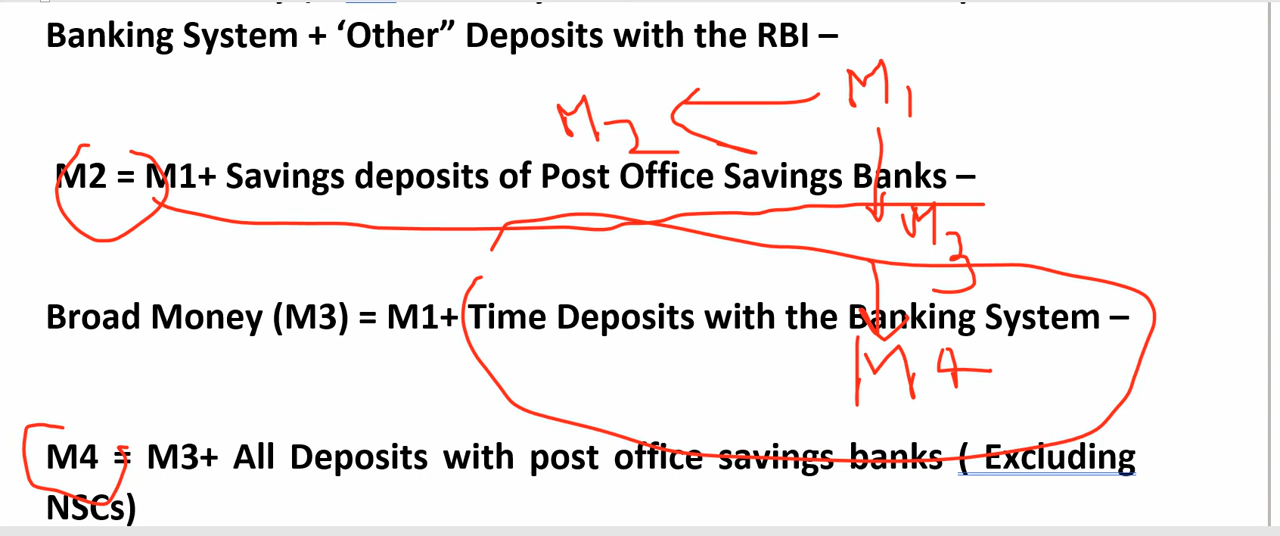 Banking System + ‘Other” Deposits with the RBI –
M1
M2
M2 = M1+ Savings deposits of Post Office Savings Banks –
M3
Broad Money (M3) = M1+ Time Deposits with the Banking System –
M4
M4 = M3+ All Deposits with post office savings banks ( Excluding
NSCs)